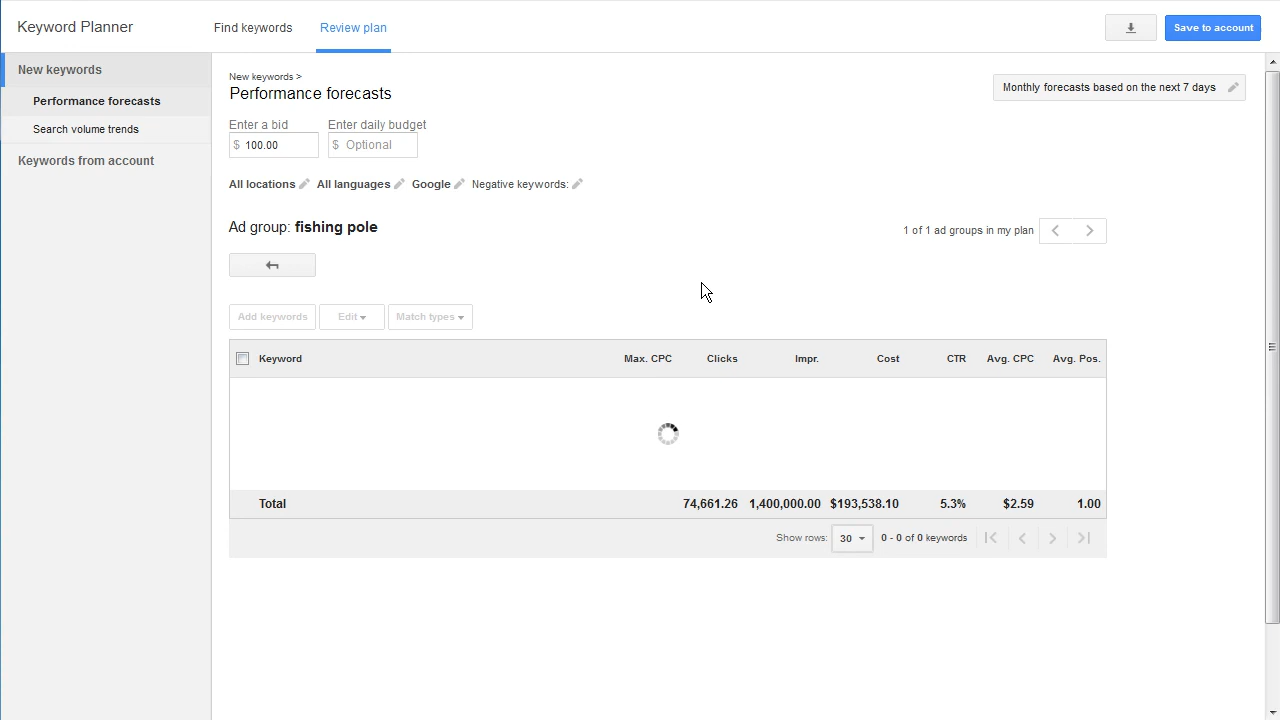 Keyword Planner
Find keywords
Review plan
Save to account
New keywords
Performance forecasts
Search volume trends
Keywords from account
New keywords >
Performance forecasts
Monthly forecasts based on the next 7 days
Enter a bid
Enter daily budget
$ 100.00
$ Optional
All locations All languages Google Negative keywords:
Ad group: fishing pole
1 of 1 ad groups in my plan
Add keywords Edit Match types
Keyword Max. CPC Clicks Impr. Cost CTR Avg. CPC Avg. Pos.
Total 74,661.26 1,400,000.00 $193,538.10 5.3% $2.59 1.00
Show rows: 30 0 - 0 of 0 keywords